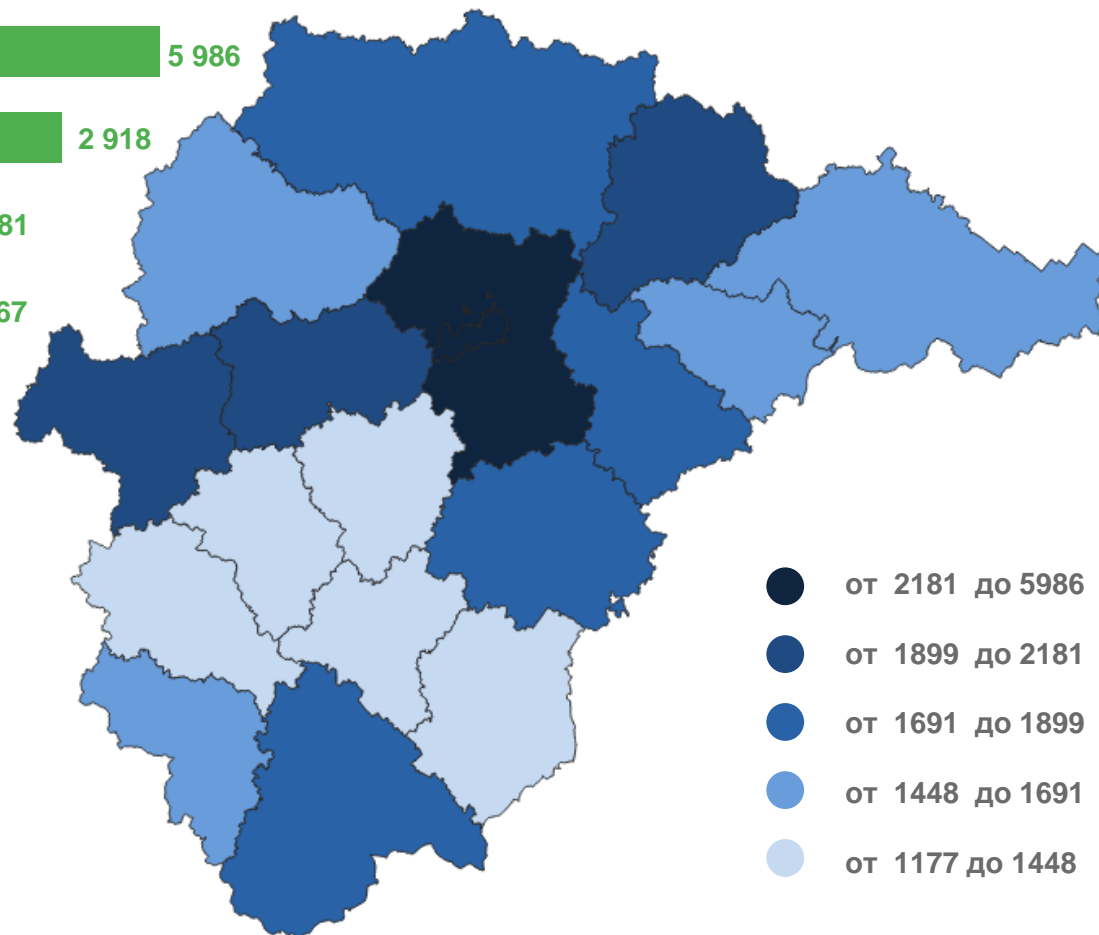 5 986
2 918
81
67
от 2181 до 5986
от 1899 до 2181
от 1691 до 1899
от 1448 до 1691
от 1177 до 1448